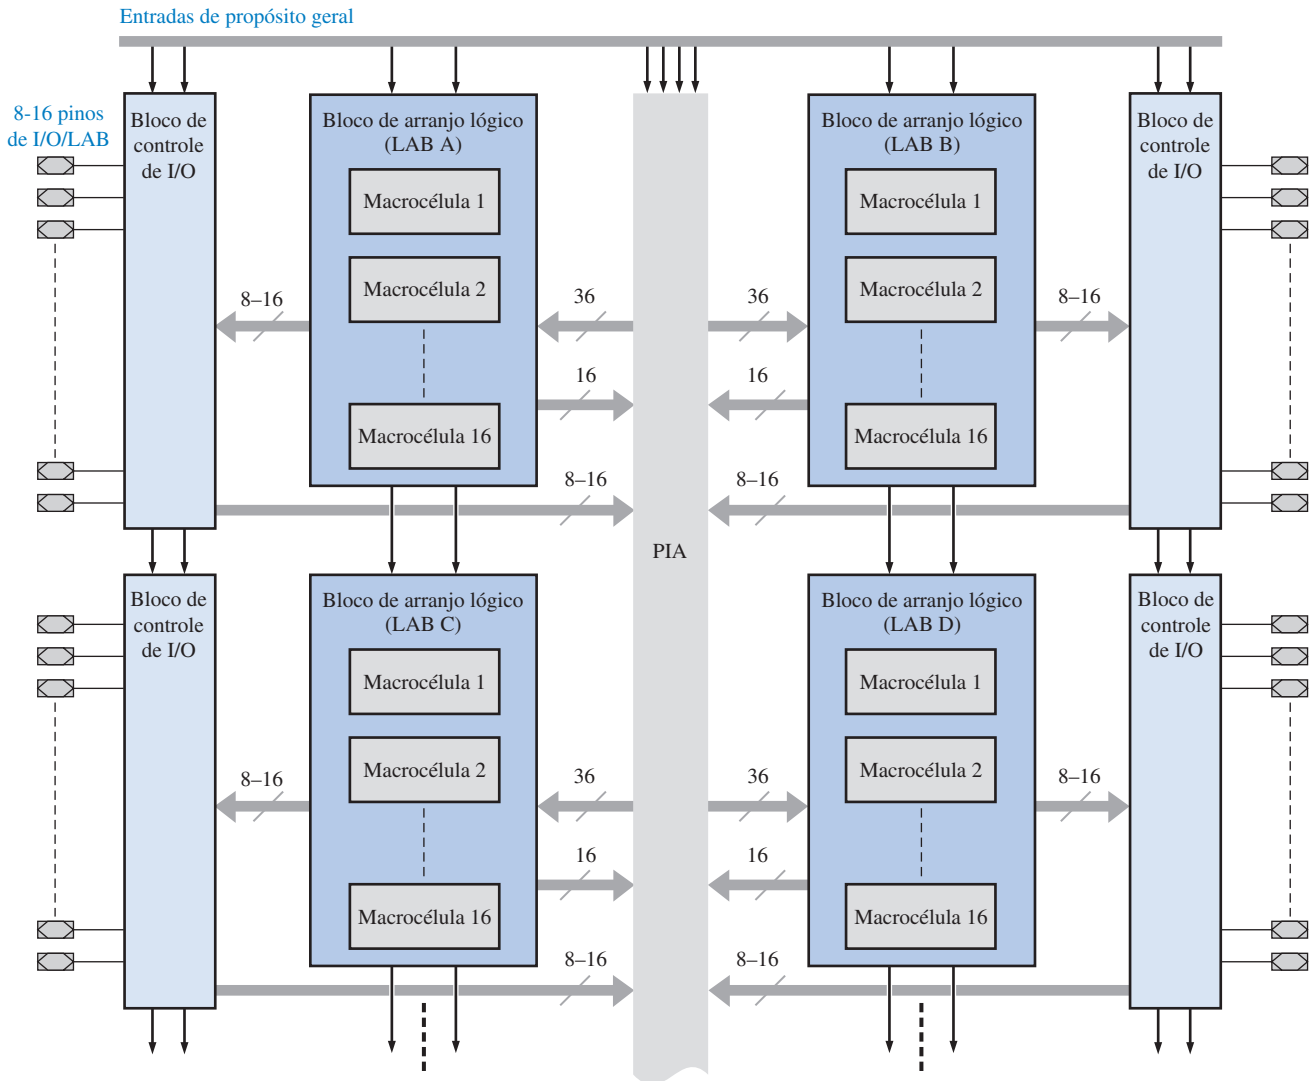 Entradas de propósito geral
8-16 pinos
de I/O/LAB
Bloco de
controle
de I/O
Bloco de arranjo lógico
(LAB A)
Macrocélula 1
Macrocélula 2
Macrocélula 16
Bloco de arranjo lógico
(LAB B)
Macrocélula 1
Macrocélula 2
Macrocélula 16
Bloco de
controle
de I/O
8–16
36
36
8–16
16
16
8–16
8–16
PIA
Bloco de
controle
de I/O
Bloco de arranjo lógico
(LAB C)
Macrocélula 1
Macrocélula 2
Macrocélula 16
Bloco de arranjo lógico
(LAB D)
Macrocélula 1
Macrocélula 2
Macrocélula 16
Bloco de
controle
de I/O
8–16
36
36
8–16
16
16
8–16
8–16